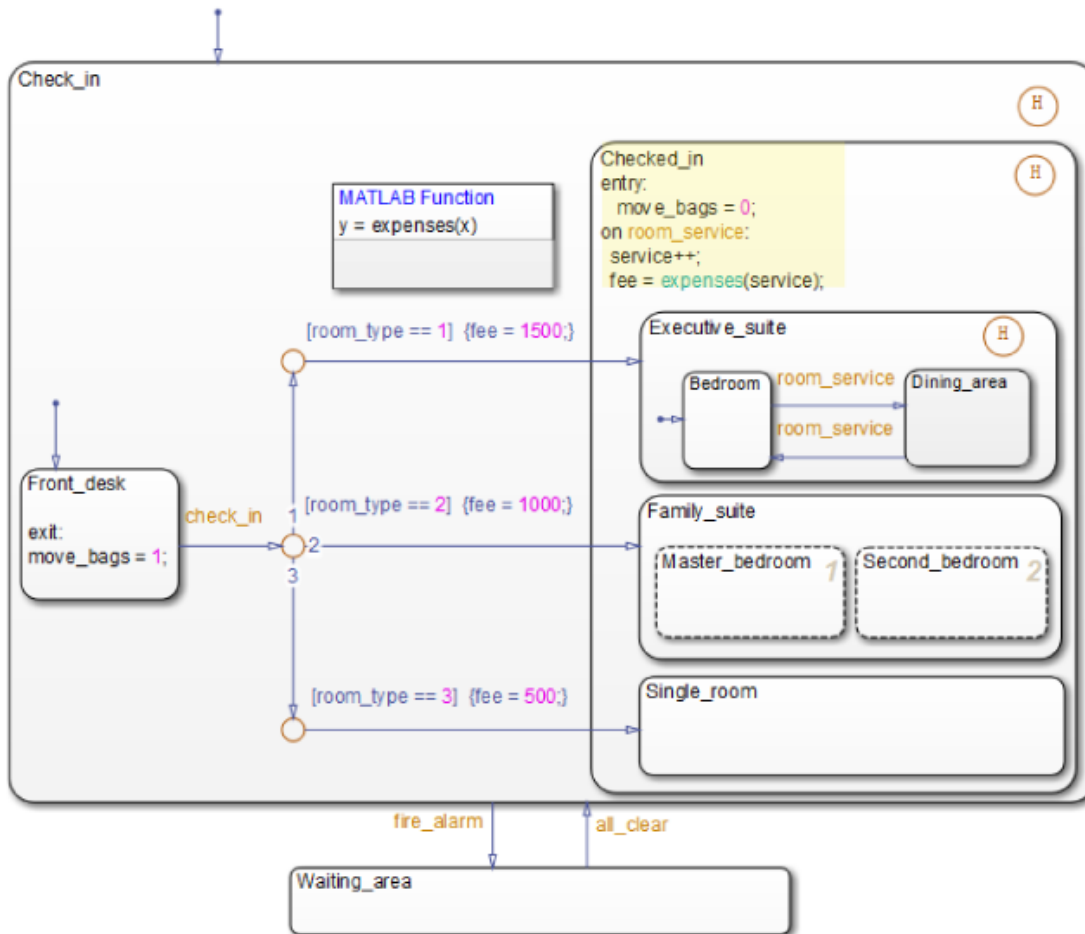 Check_in
H
Checked_in
entry:
move_bags = 0;
on room_service:
service++;
fee = expenses(service);
H
MATLAB Function
y = expenses(x)
[room_type == 1] {fee = 1500;}
Executive_suite
H
Bedroom
room_service
Dining_area
room_service
Front_desk
exit:
move_bags = 1;
check_in
1
2
3
[room_type == 2] {fee = 1000;}
Family_suite
Master_bedroom
1
Second_bedroom
2
[room_type == 3] {fee = 500;}
Single_room
fire_alarm
all_clear
Waiting_area